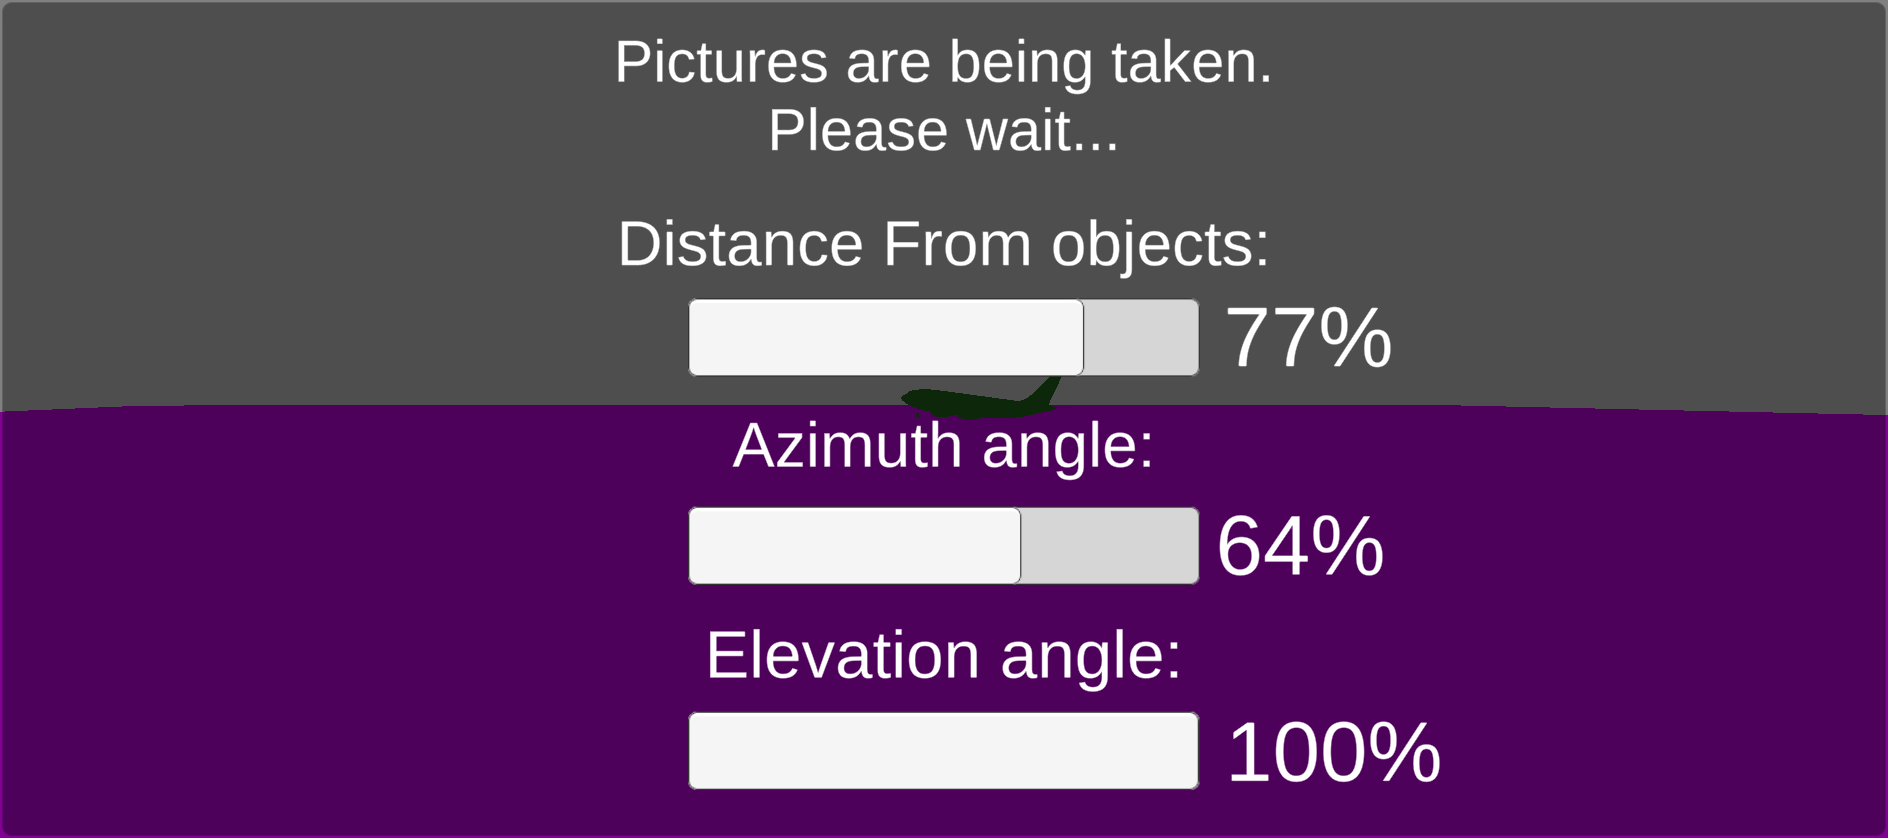 Pictures are being taken.
Please wait...
Distance From objects:
77%
Azimuth angle:
64%
Elevation angle:
100%